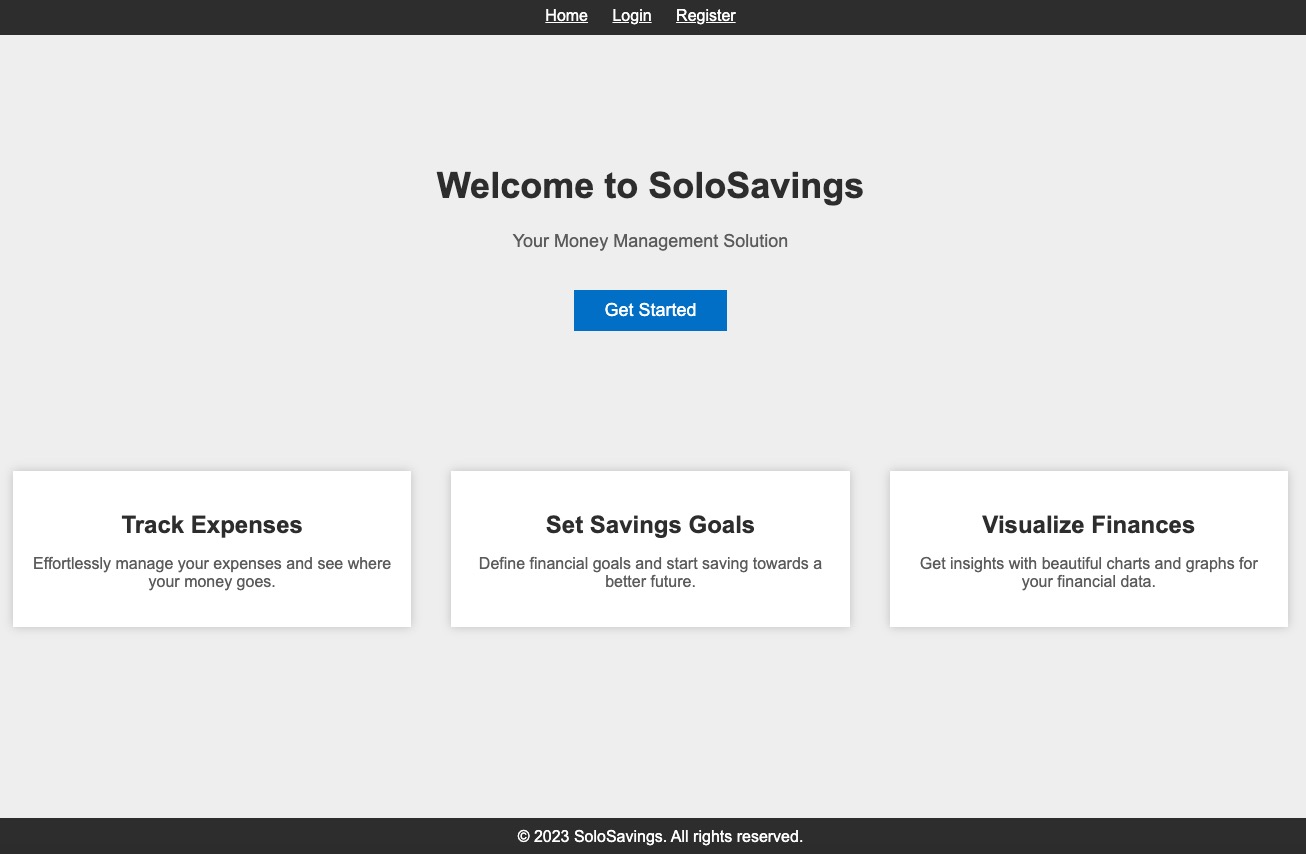 Home Login Register
Welcome to SoloSavings
Your Money Management Solution
Get Started
Track Expenses
Effortlessly manage your expenses and see where
your money goes.
Set Savings Goals
Define financial goals and start saving towards a
better future.
Visualize Finances
Get insights with beautiful charts and graphs for
your financial data.
© 2023 SoloSavings. All rights reserved.